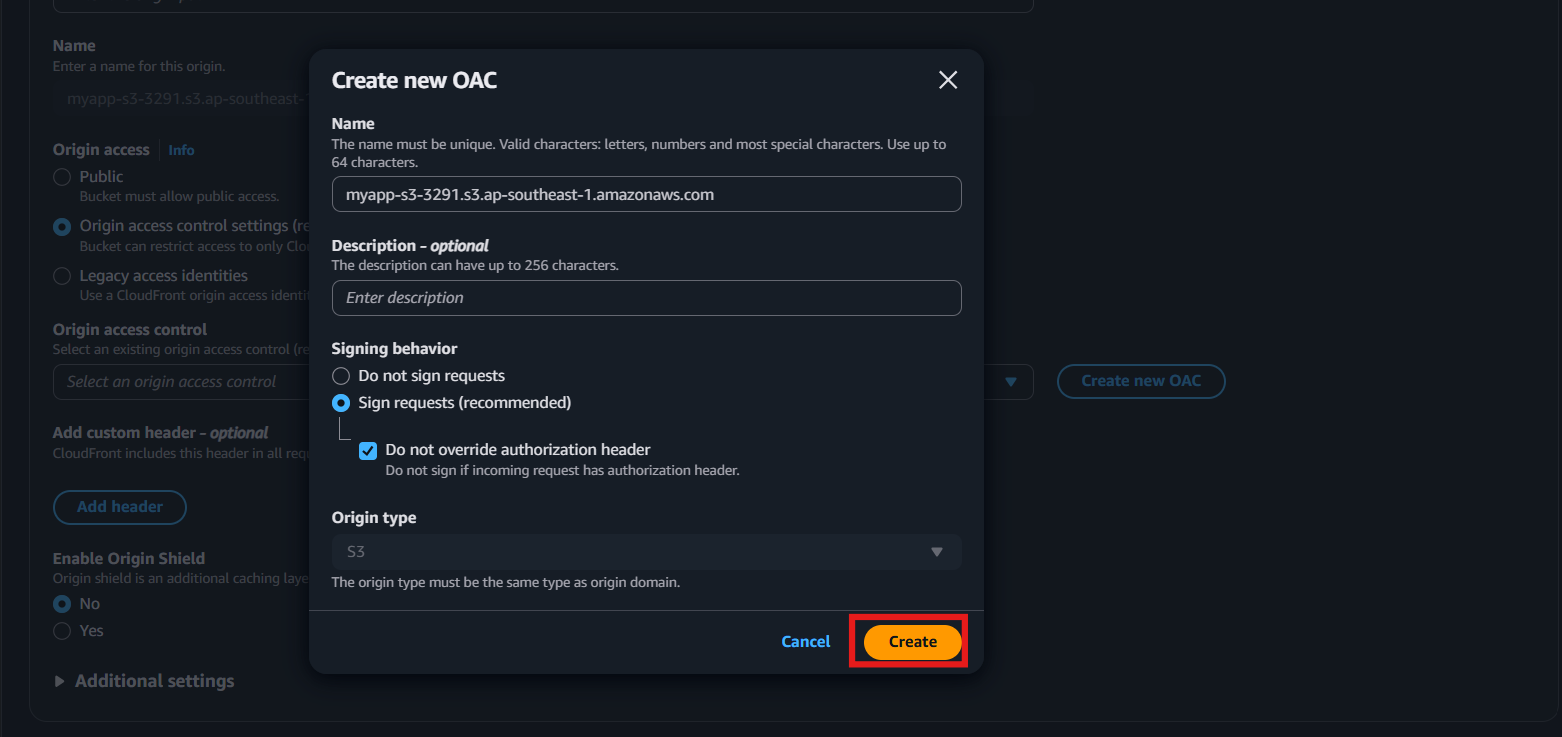 Name
Enter a name for this origin.
myapp-s3-3291.s3.ap-southeast-
Origin access
Info
Public
Bucket must allow public access.
Origin access control settings (re
Bucket can restrict access to only Clo
Legacy access identities
Use a CloudFront origin access identi
Origin access control
Select an existing origin access control (re
Select an origin access control
Create new OAC
Add custom header - optional
CloudFront includes this header in all requ
Add header
Enable Origin Shield
Origin shield is an additional caching laye
No
Yes
Additional settings
Create new OAC
Name
The name must be unique. Valid characters: letters, numbers and most special characters. Use up to
64 characters.
myapp-s3-3291.s3.ap-southeast-1.amazonaws.com
Description - optional
The description can have up to 256 characters.
Enter description
Signing behavior
Do not sign requests
Sign requests (recommended)
Do not override authorization header
Do not sign if incoming request has authorization header.
Origin type
S3
The origin type must be the same type as origin domain.
Cancel
Create